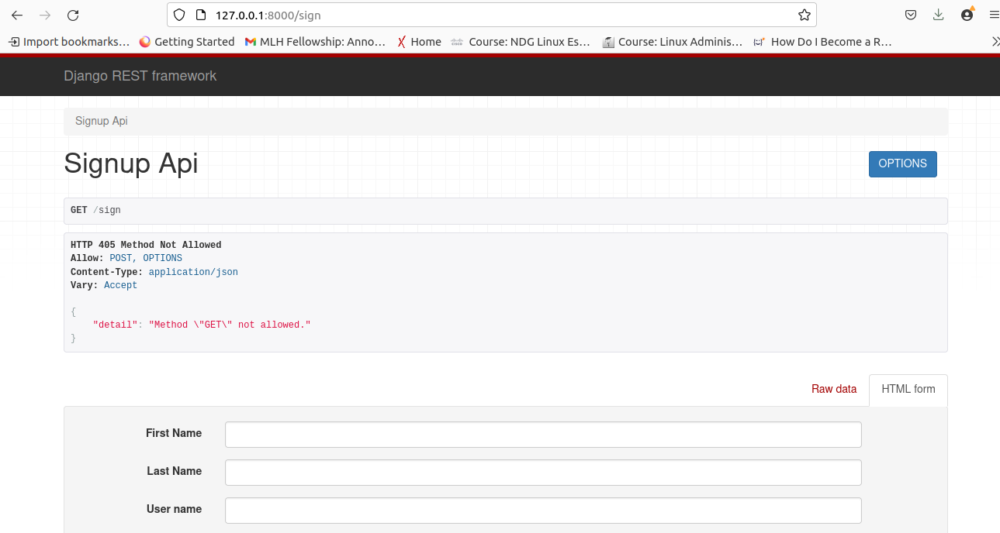 127.0.0.1:8000/sign
Import bookmarks... Getting Started MLH Fellowship: Anno... Home Course: NDG Linux Es... Course: Linux Adminis... How Do I Become a R...
Django REST framework
Signup Api
Signup Api
OPTIONS
GET /sign
HTTP 405 Method Not Allowed
Allow: POST, OPTIONS
Content-Type: application/json
Vary: Accept
{
"detail": "Method \"GET\" not allowed."
}
Raw data HTML form
First Name
Last Name
User name